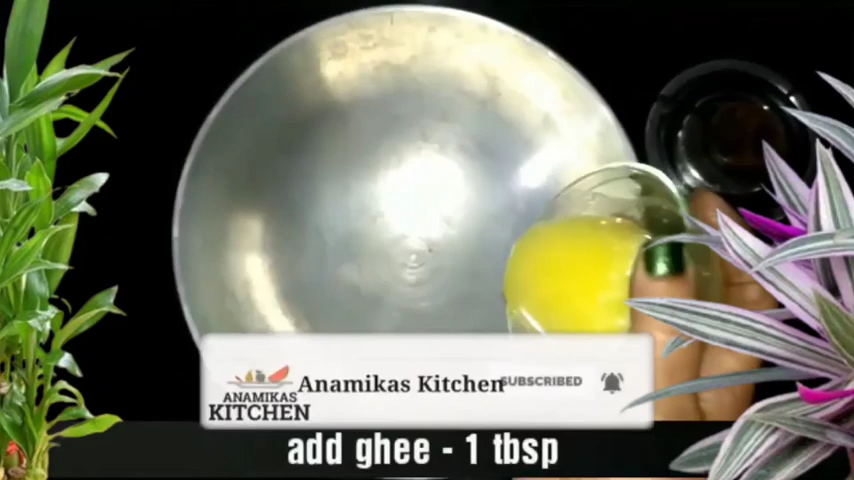 ANAMIKAS
KITCHEN
Anamikas Kitchen
SUBSCRIBED
add ghee - 1 tbsp